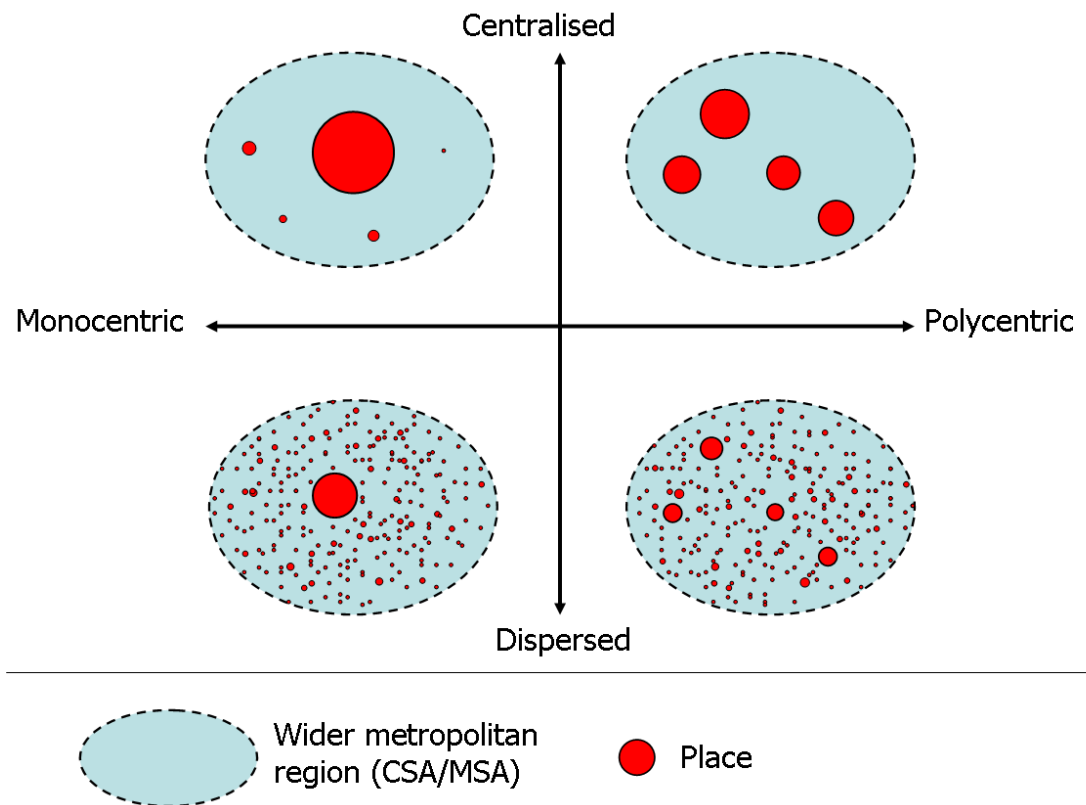 Centralised
Monocentric
Polycentric
Dispersed
Wider metropolitan
region (CSA/MSA)
Place